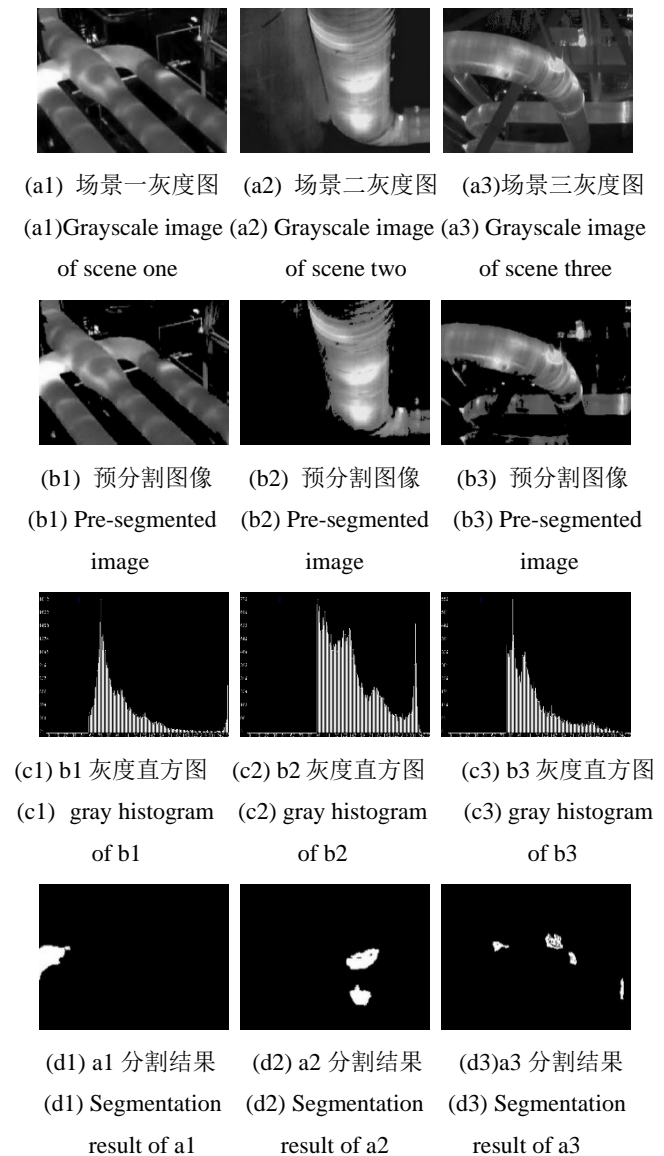 (a1) 场景一灰度图 (a2) 场景二灰度图 (a3)场景三灰度图
(a1)Grayscale image (a2) Grayscale image (a3) Grayscale image
of scene one of scene two of scene three
(b1) 预分割图像 (b2) 预分割图像 (b3) 预分割图像
(b1) Pre-segmented (b2) Pre-segmented (b3) Pre-segmented
image image image
(c1) b1 灰度直方图 (c2) b2 灰度直方图 (c3) b3 灰度直方图
(c1) gray histogram (c2) gray histogram (c3) gray histogram
of b1 of b2 of b3
(d1) a1 分割结果 (d2) a2 分割结果 (d3)a3 分割结果
(d1) Segmentation (d2) Segmentation (d3) Segmentation
result of a1 result of a2 result of a3